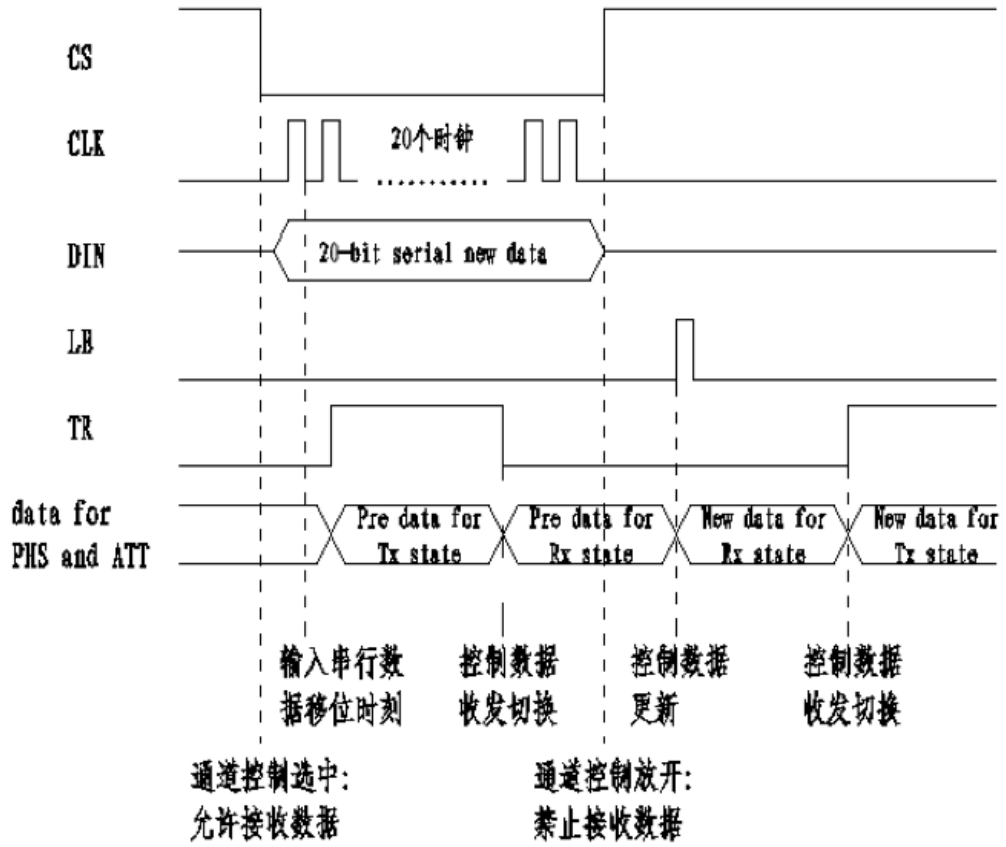 CS
CLK
20个时钟
DIN
20-bit serial new data
LE
TR
data for
PHS and ATT
Pre data for
Tx state
Pre data for
Rx state
New data for
Rx state
New data for
Tx state
输入串行数
据移位时刻
控制数据
收发切换
控制数据
更新
控制数据
收发切换
通道控制选中:
允许接收数据
通道控制放开:
禁止接收数据